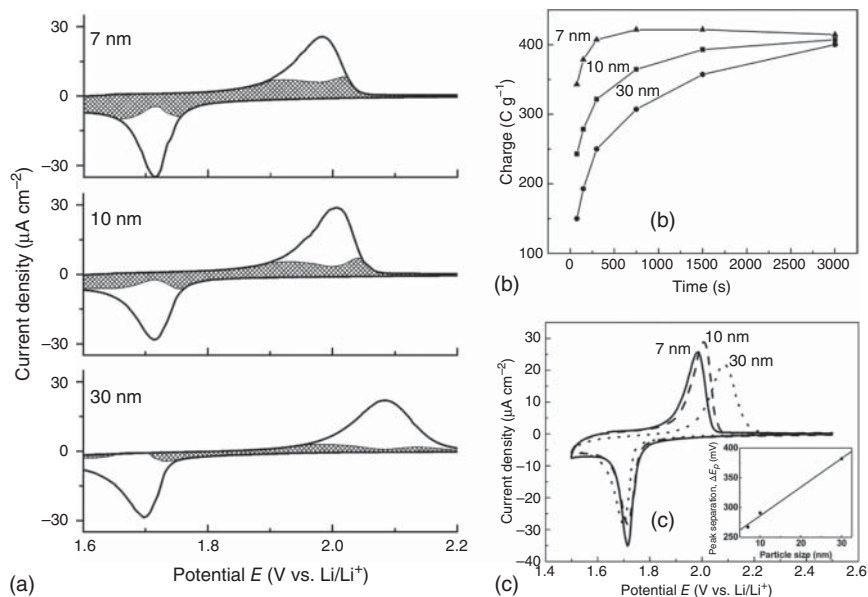 30
7 nm
0
−30
30
10 nm
0
−30
30
30 nm
0
−30
1.6 1.8 2.0 2.2
Current density (μA cm−2)
Potential E (V vs. Li/Li+)
(a)
400
300
200
100
7 nm
10 nm
30 nm
(b)
0 500 1000 1500 2000 2500 3000
Charge (C g−1)
Time (s)
(b)
40
30
20
10
0
−10
−20
−30
−40
7 nm
10 nm
30 nm
(c)
1.4 1.6 1.8 2.0 2.2 2.4 2.6
Current density (μA cm−2)
Potential E (V vs. Li/Li+)
400
350
300
250
10 20 30
Peak separation, ΔEp (mV)
Particle size (nm)
(c)